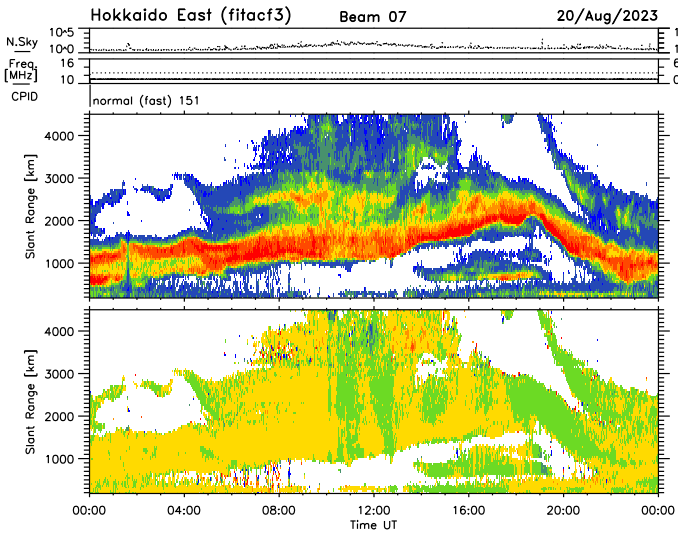 Hokkaido East (fitacf3) Beam 07 20/Aug/2023
N.Sky 10^5 10^0 1 1
Freq. [MHz] 16 10 6 0
CPID normal (fast) 151
Slant Range [km] 4000 3000 2000 1000
Slant Range [km] 4000 3000 2000 1000
00:00 04:00 08:00 12:00 16:00 20:00 00:00
Time UT